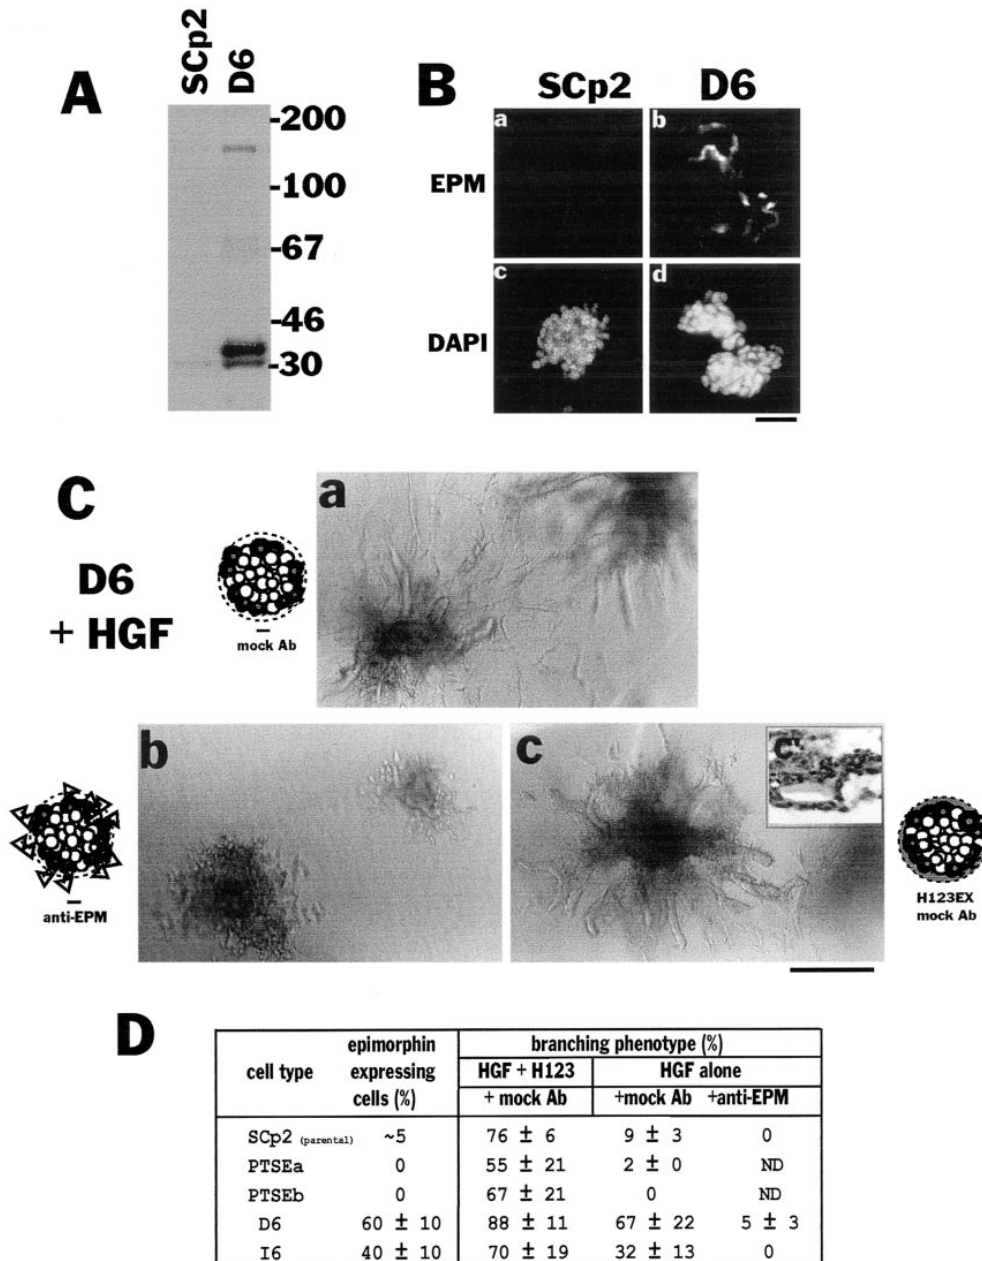 A
SCp2
D6
-200
-100
-67
-46
-30
B
SCp2 D6
EPM
a
b
DAPI
c
d
C
D6
+ HGF
mock Ab
a
b
anti-EPM
c
c'
H123EX
mock Ab
D
cell type epimorphin expressing cells (%) branching phenotype (%)
HGF + H123 HGF alone
+ mock Ab +mock Ab +anti-EPM
SCp2 (parental) ~5 76 ± 6 9 ± 3 0
PTSEa 0 55 ± 21 2 ± 0 ND
PTSEb 0 67 ± 21 0 ND
D6 60 ± 10 88 ± 11 67 ± 22 5 ± 3
I6 40 ± 10 70 ± 19 32 ± 13 0